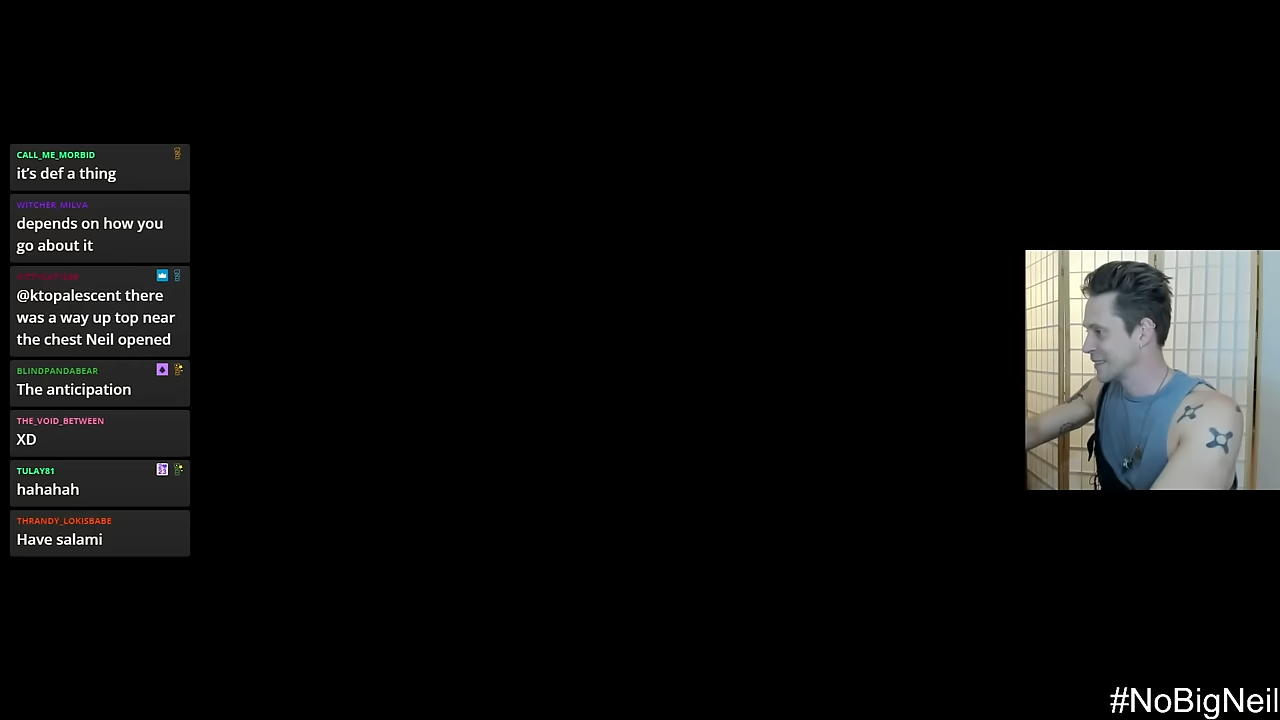 CALL_ME_MORBID
it's def a thing
WITCHER_MILVA
depends on how you
go about it
@ktopalescent there
was a way up top near
the chest Neil opened
BLINDPANDABEAR
The anticipation
THE_VOID_BETWEEN
XD
TULAY81
hahahah
THRANDY_LOKISBABE
Have salami
#NoBigNeil